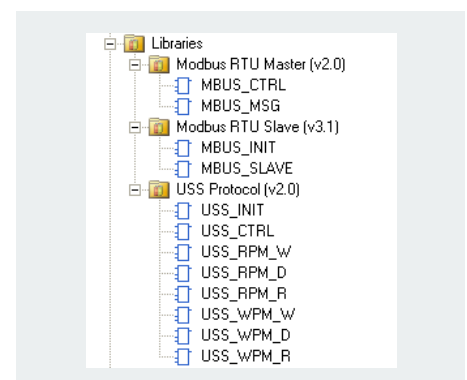 Libraries
Modbus RTU Master (v2.0)
MBUS_CTRL
MBUS_MSG
Modbus RTU Slave (v3.1)
MBUS_INIT
MBUS_SLAVE
USS Protocol (v2.0)
USS_INIT
USS_CTRL
USS_RPM_W
USS_RPM_D
USS_RPM_R
USS_WPM_W
USS_WPM_D
USS_WPM_R